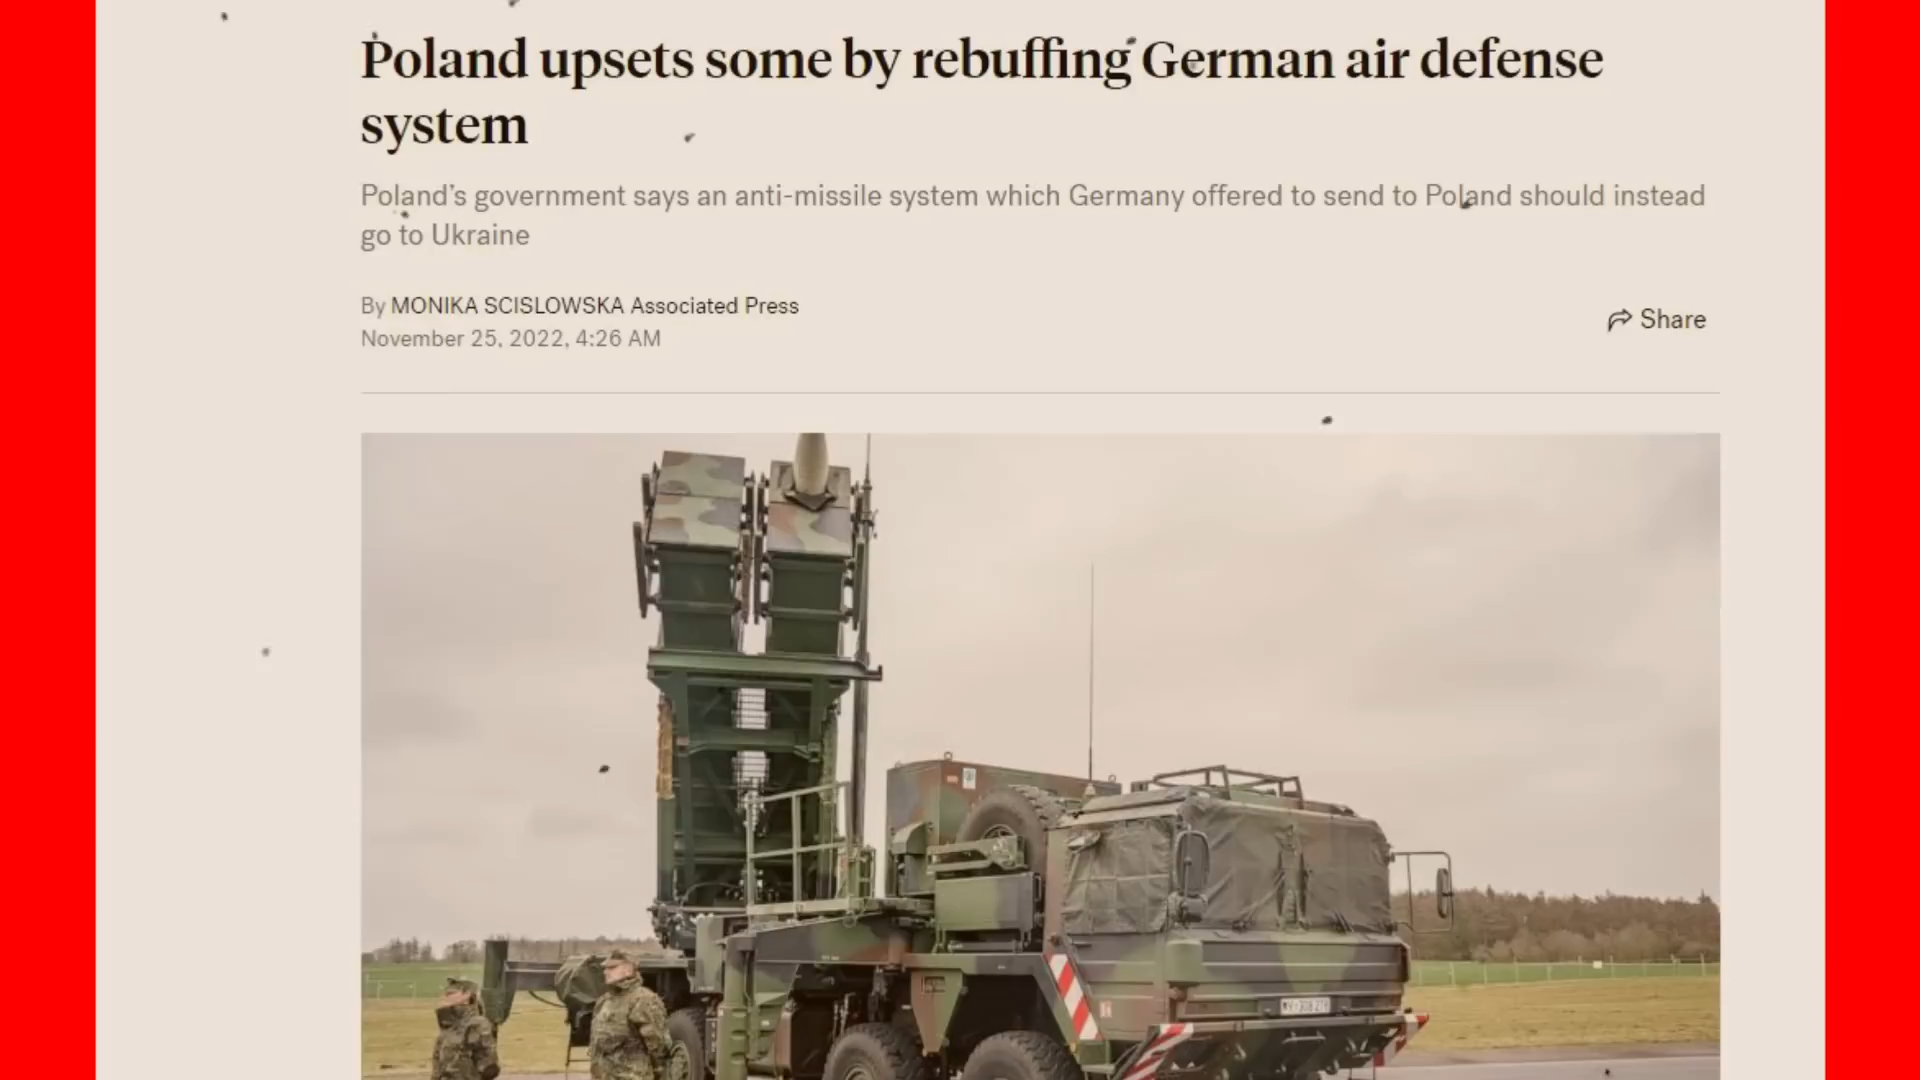 Poland upsets some by rebuffing German air defense
system
Poland's government says an anti-missile system which Germany offered to send to Poland should instead
go to Ukraine
By MONIKA SCISLOWSKA Associated Press
November 25, 2022, 4:26 AM
Share